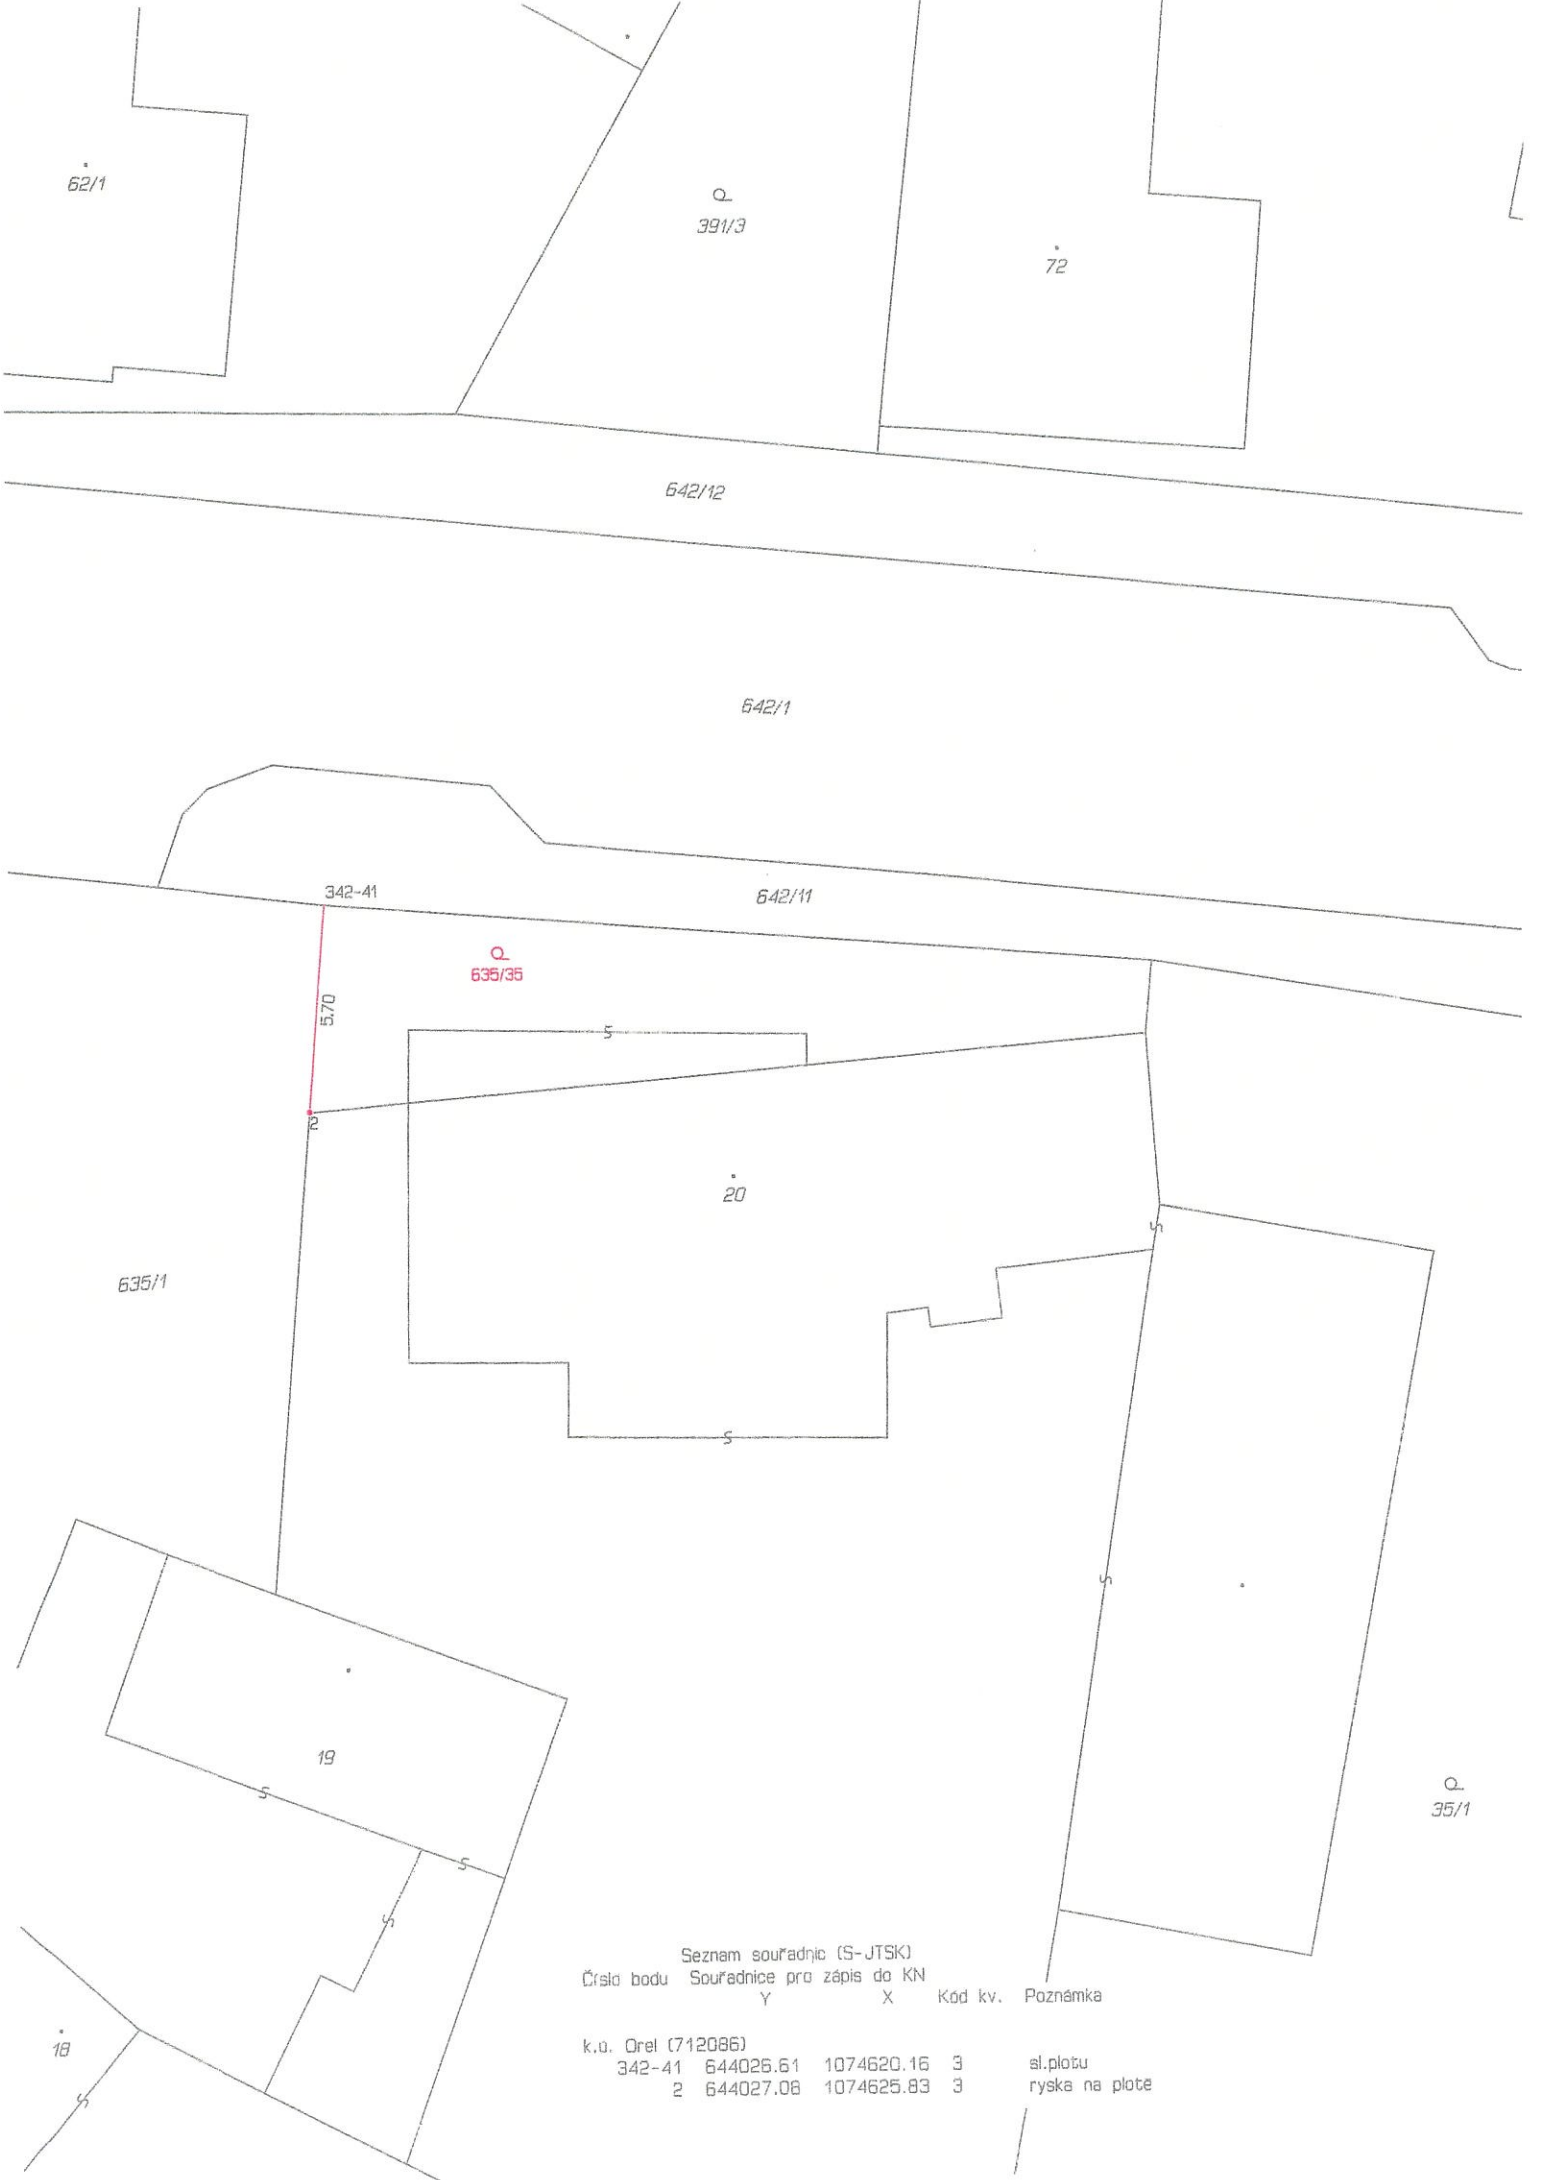 62/1
391/3
72
642/12
642/1
342-41
642/11
635/35
5.70
2
20
635/1
19
35/1
18
Seznam souřadnic (S-JTSK)
Číslo bodu Souřadnice pro zápis do KN
Y X Kód kv. Poznámka
k.ú. Orel (712086)
342-41 644026.61 1074620.16 3 sl.plotu
2 644027.08 1074625.83 3 ryska na plotě